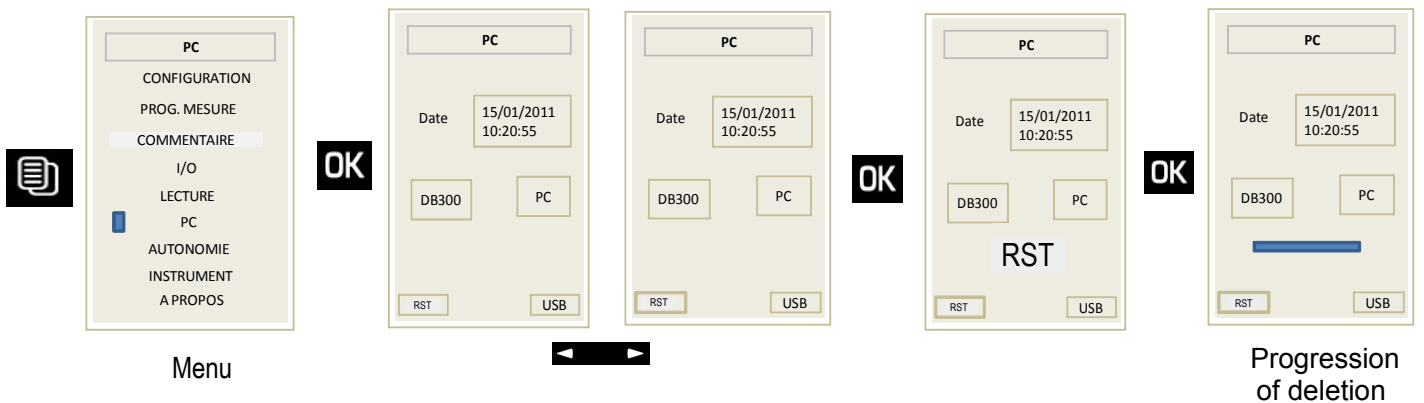 PC
CONFIGURATION
PROG. MESURE
COMMENTAIRE
I/O
LECTURE
PC
AUTONOMIE
INSTRUMENT
A PROPOS
Menu
OK
PC
Date
15/01/2011
10:20:55
DB300
PC
RST
USB
PC
Date
15/01/2011
10:20:55
DB300
PC
RST
USB
OK
PC
Date
15/01/2011
10:20:55
DB300
PC
RST
RST
USB
OK
PC
Date
15/01/2011
10:20:55
DB300
PC
RST
USB
Progression
of deletion